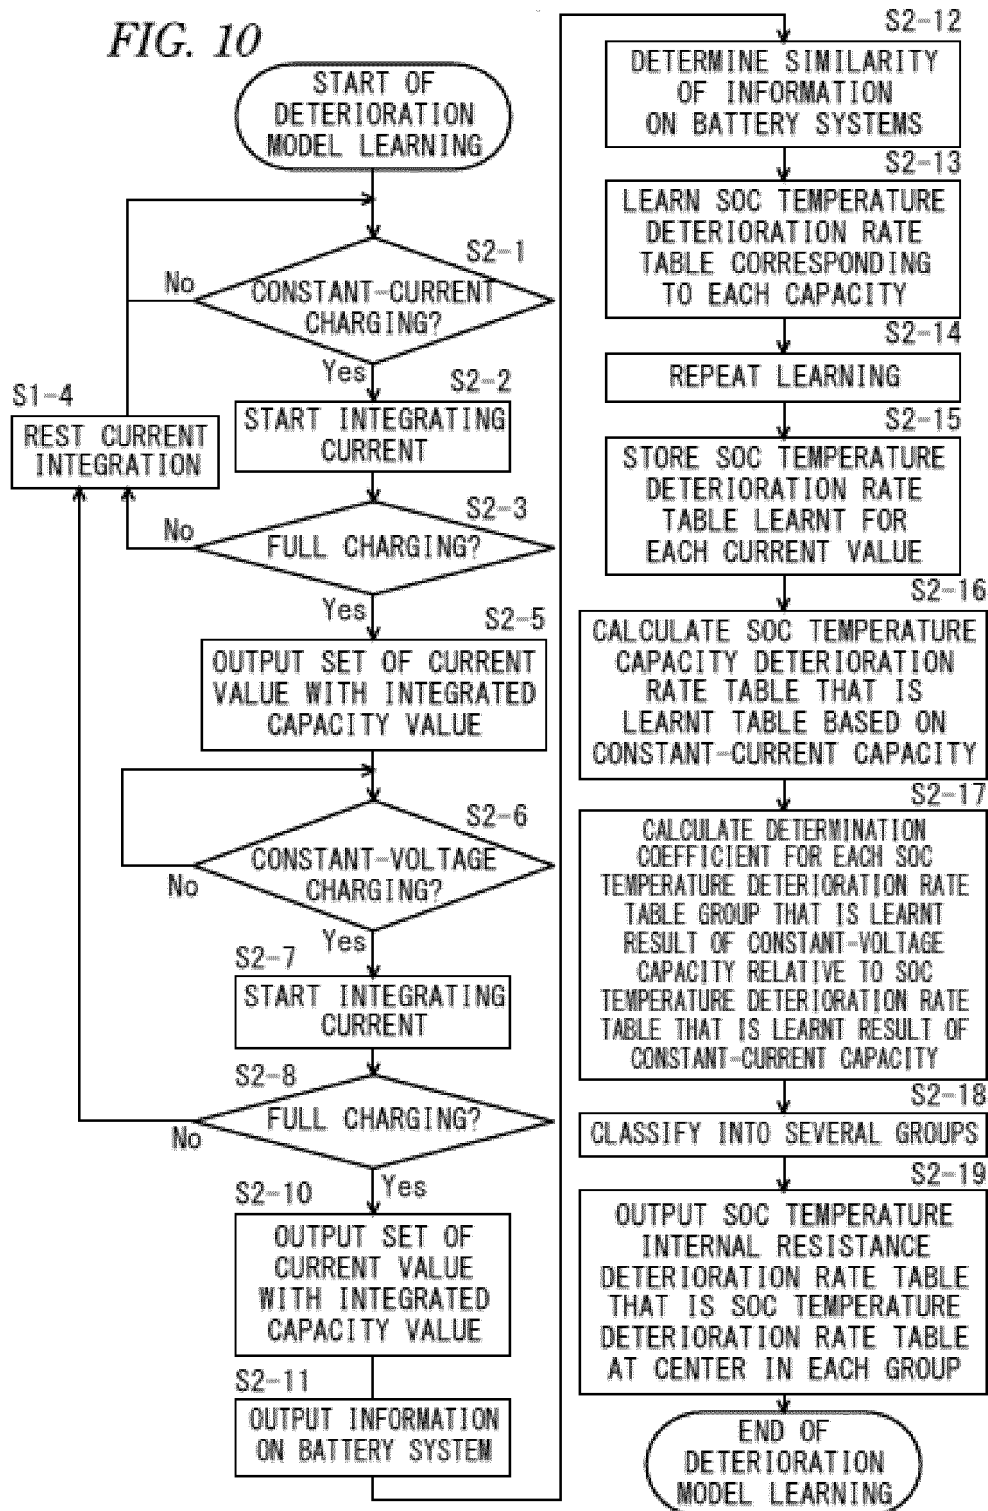 FIG. 10
START OF
DETERIORATION
MODEL LEARNING
S2-1
No
CONSTANT-CURRENT
CHARGING?
Yes
S2-2
S1-4
START INTEGRATING
CURRENT
REST CURRENT
INTEGRATION
S2-3
No
FULL CHARGING?
Yes
S2-5
OUTPUT SET OF CURRENT
VALUE WITH INTEGRATED
CAPACITY VALUE
S2-6
CONSTANT-VOLTAGE
CHARGING?
No
Yes
S2-7
START INTEGRATING
CURRENT
S2-8
FULL CHARGING?
No
Yes
S2-10
OUTPUT SET OF
CURRENT VALUE
WITH INTEGRATED
CAPACITY VALUE
S2-11
OUTPUT INFORMATION
ON BATTERY SYSTEM
S2-12
DETERMINE SIMILARITY
OF INFORMATION
ON BATTERY SYSTEMS
S2-13
LEARN SOC TEMPERATURE
DETERIORATION RATE
TABLE CORRESPONDING
TO EACH CAPACITY
S2-14
REPEAT LEARNING
S2-15
STORE SOC TEMPERATURE
DETERIORATION RATE
TABLE LEARNT FOR
EACH CURRENT VALUE
S2-16
CALCULATE SOC TEMPERATURE
CAPACITY DETERIORATION
RATE TABLE THAT IS
LEARNT TABLE BASED ON
CONSTANT-CURRENT CAPACITY
S2-17
CALCULATE DETERMINATION
COEFFICIENT FOR EACH SOC
TEMPERATURE DETERIORATION RATE
TABLE GROUP THAT IS LEARNT
RESULT OF CONSTANT-VOLTAGE
CAPACITY RELATIVE TO SOC
TEMPERATURE DETERIORATION RATE
TABLE THAT IS LEARNT RESULT OF
CONSTANT-CURRENT CAPACITY
S2-18
CLASSIFY INTO SEVERAL GROUPS
S2-19
OUTPUT SOC TEMPERATURE
INTERNAL RESISTANCE
DETERIORATION RATE TABLE
THAT IS SOC TEMPERATURE
DETERIORATION RATE TABLE
AT CENTER IN EACH GROUP
END OF
DETERIORATION
MODEL LEARNING